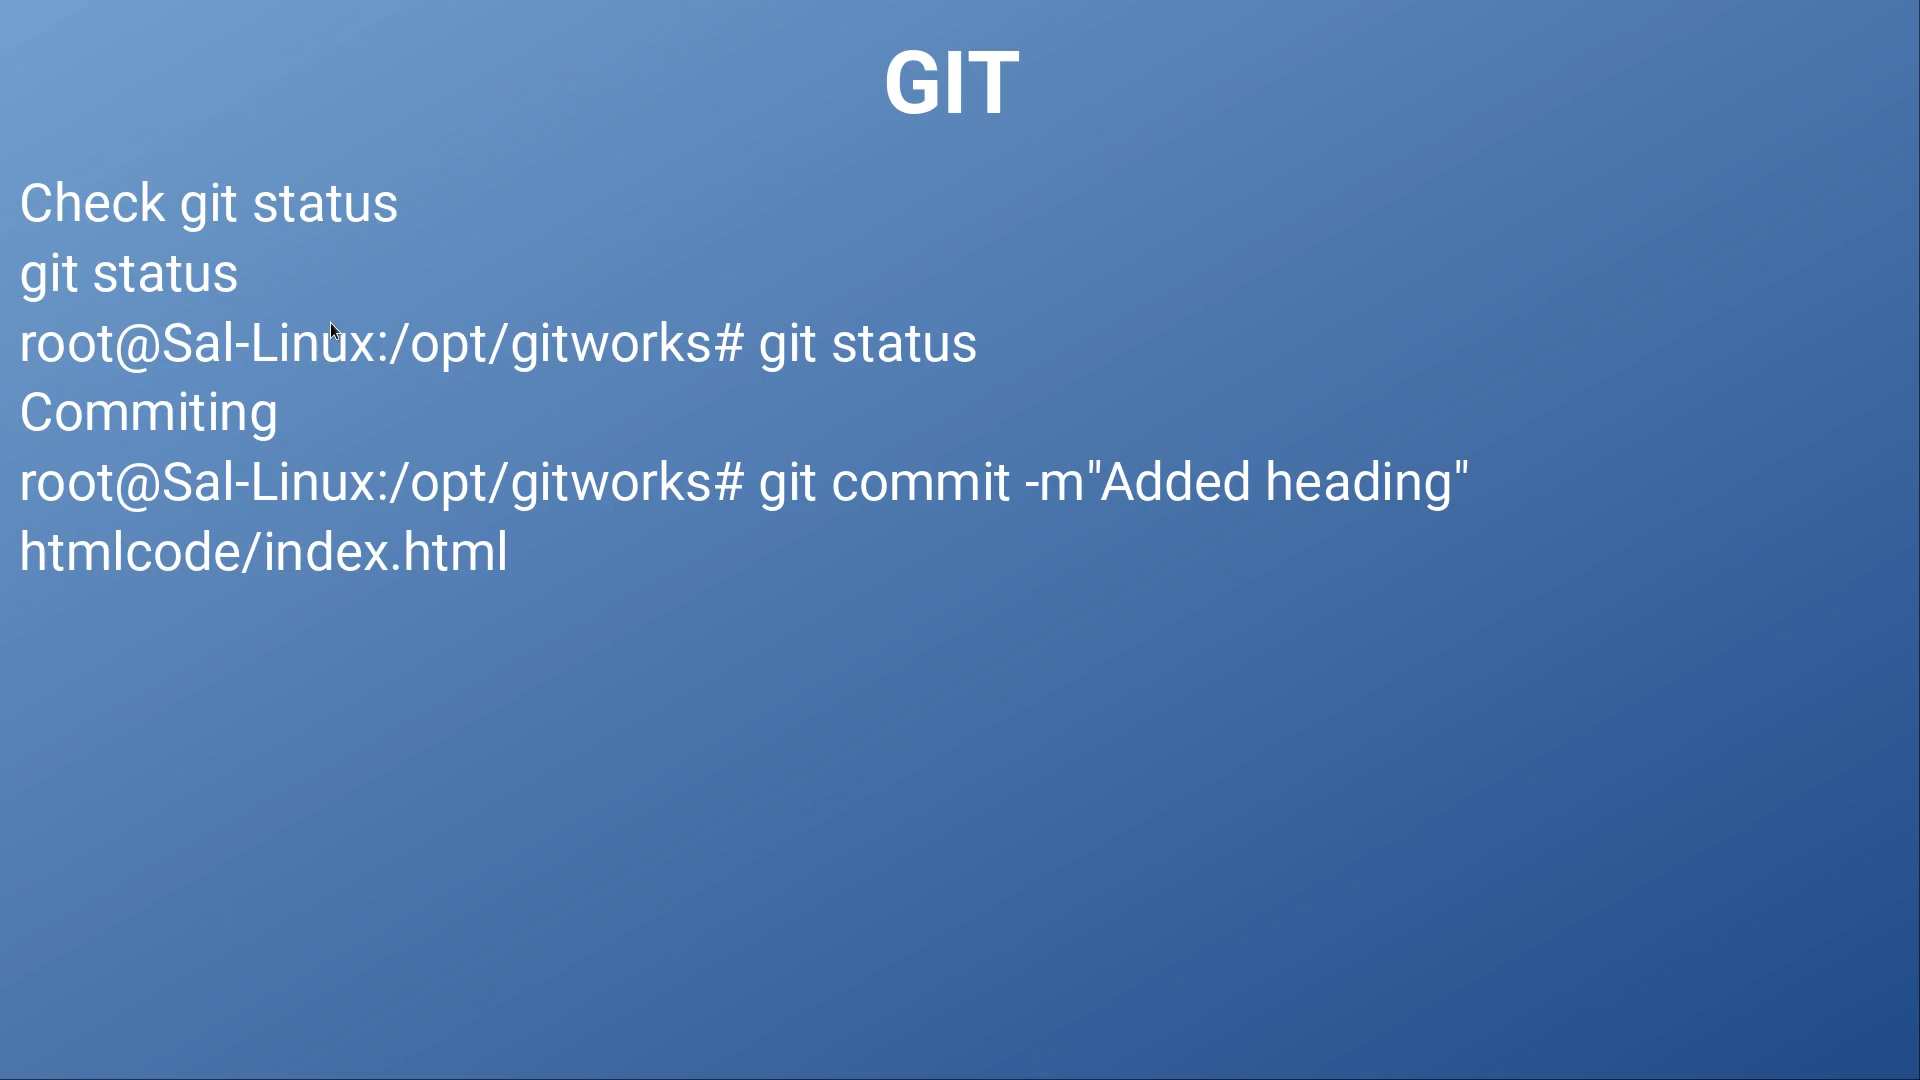 GIT
Check git status
git status
root@Sal-Linux:/opt/gitworks# git status
Commiting
root@Sal-Linux:/opt/gitworks# git commit -m"Added heading"
htmlcode/index.html